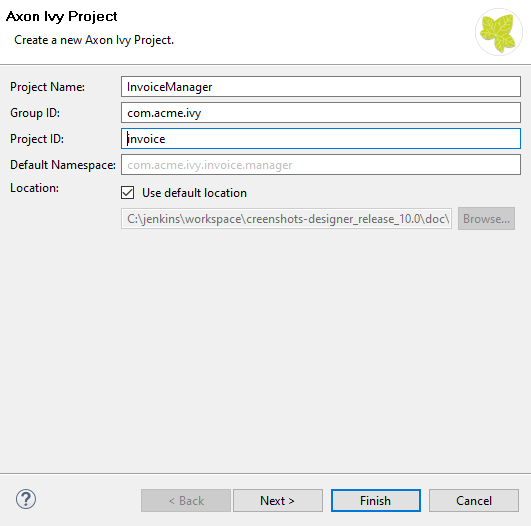 Axon Ivy Project
Create a new Axon Ivy Project.
Project Name: InvoiceManager
Group ID: com.acme.ivy
Project ID: invoice
Default Namespace: com.acme.ivy.invoice.manager
Location: Use default location
C:\jenkins\workspace\creenshots-designer_release_10.0\doc\ Browse...
? < Back Next > Finish Cancel